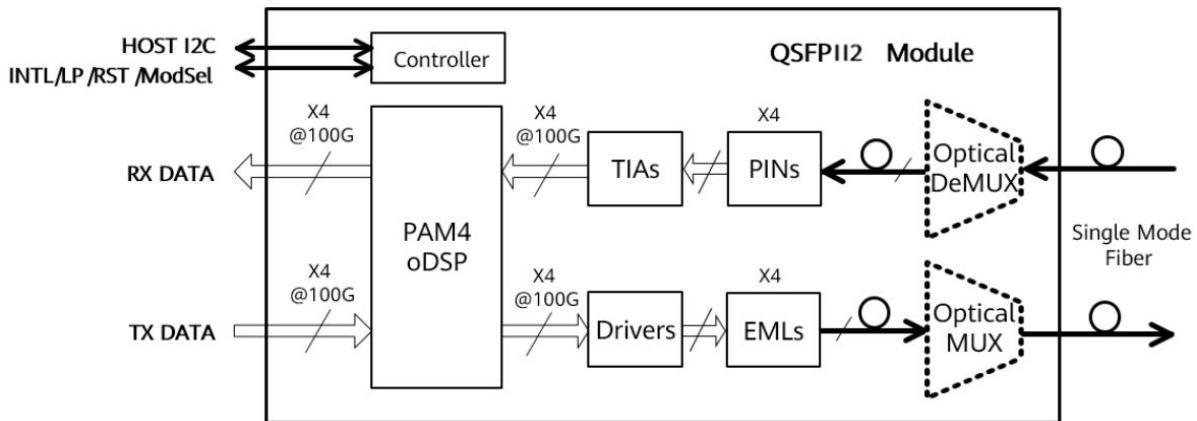 HOST I2C
INTL/LP/RST/ModSel
Controller
QSFP112 Module
X4
@100G
X4
@100G
X4
RX DATA
TIAs
PINs
Optical
DeMUX
PAM4
oDSP
Single Mode
Fiber
X4
@100G
X4
@100G
X4
TX DATA
Drivers
EMLs
Optical
MUX